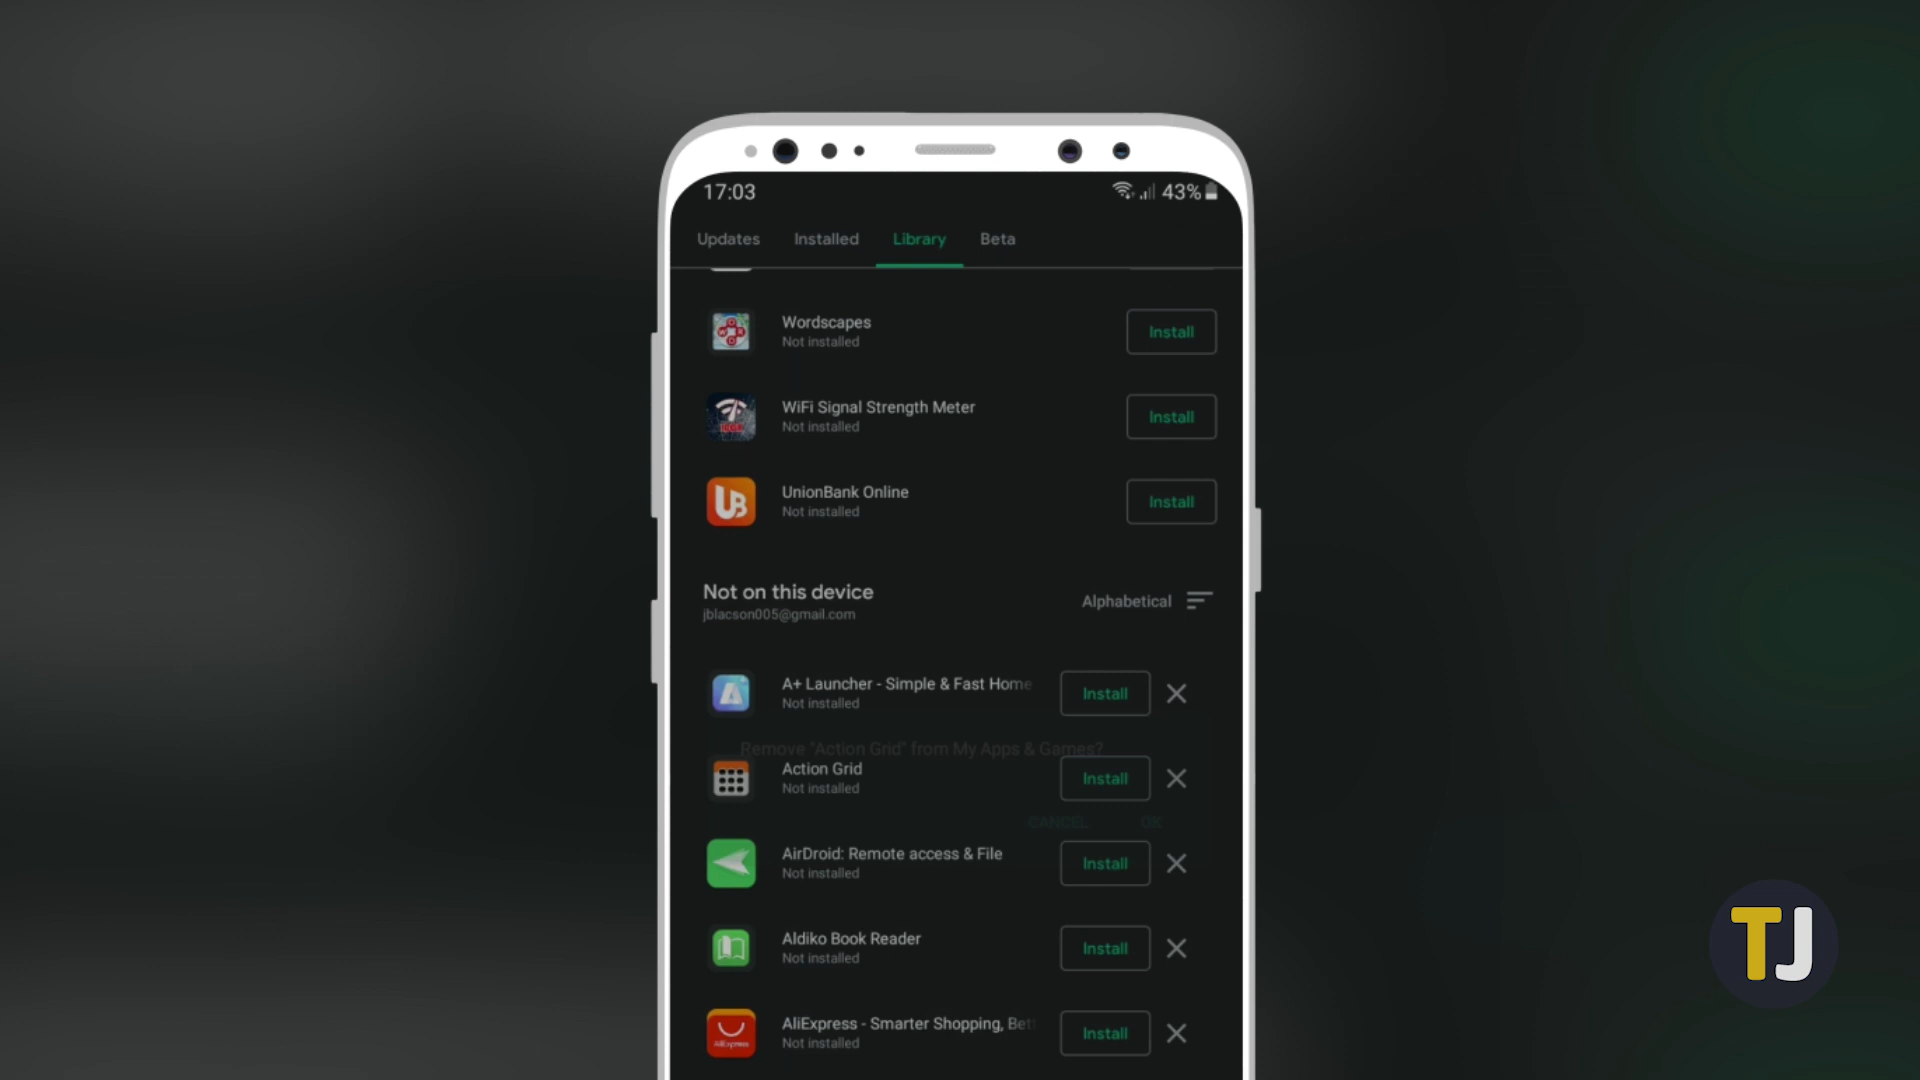 17:03
43%
Updates Installed Library Beta
Wordscapes
Not installed
Install
WiFi Signal Strength Meter
Not installed
Install
UnionBank Online
Not installed
Install
Not on this device
Alphabetical
jblacson005@gmail.com
A+ Launcher - Simple & Fast Home
Not installed
Install
Remove "Action Grid" from My Apps & Games?
Action Grid
Not installed
Install
CANCEL OK
AirDroid: Remote access & File
Not installed
Install
Aldiko Book Reader
Not installed
Install
AliExpress
AliExpress - Smarter Shopping, Bet
Not installed
Install
TJ